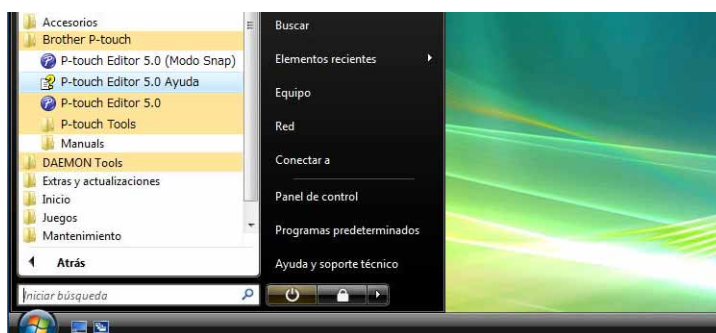 Accesorios
Brother P-touch
P-touch Editor 5.0 (Modo Snap)
P-touch Editor 5.0 Ayuda
P-touch Editor 5.0
P-touch Tools
Manuals
DAEMON Tools
Extras y actualizaciones
Inicio
Juegos
Mantenimiento
Atrás
Iniciar búsqueda
Buscar
Elementos recientes
Equipo
Red
Conectar a
Panel de control
Programas predeterminados
Ayuda y soporte técnico